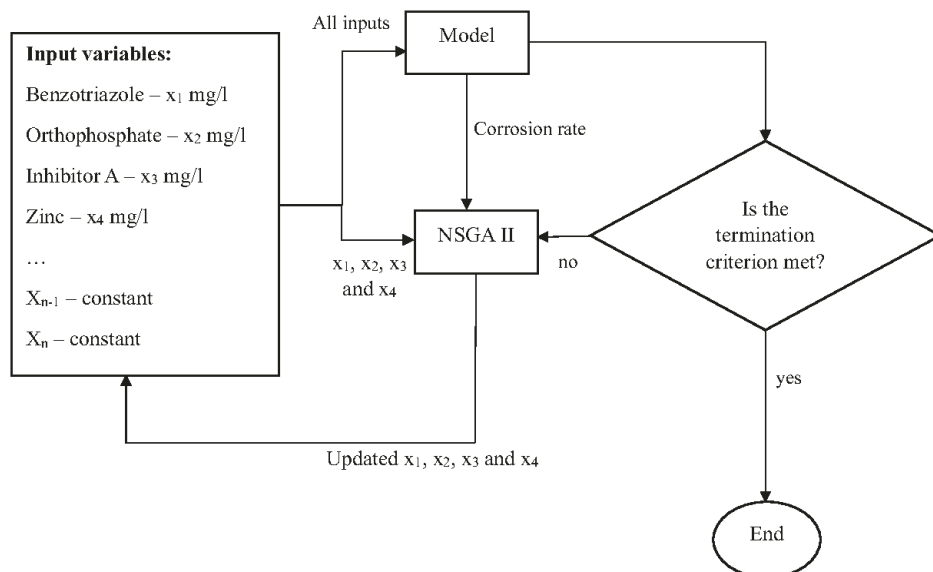 All inputs
Model
Input variables:
Benzotriazole – x₁ mg/l
Orthophosphate – x₂ mg/l
Inhibitor A – x₃ mg/l
Zinc – x₄ mg/l
…
Xₙ₋₁ – constant
Xₙ – constant
Corrosion rate
NSGA II
x₁, x₂, x₃
and x₄
no
Is the
termination
criterion met?
yes
Updated x₁, x₂, x₃ and x₄
End